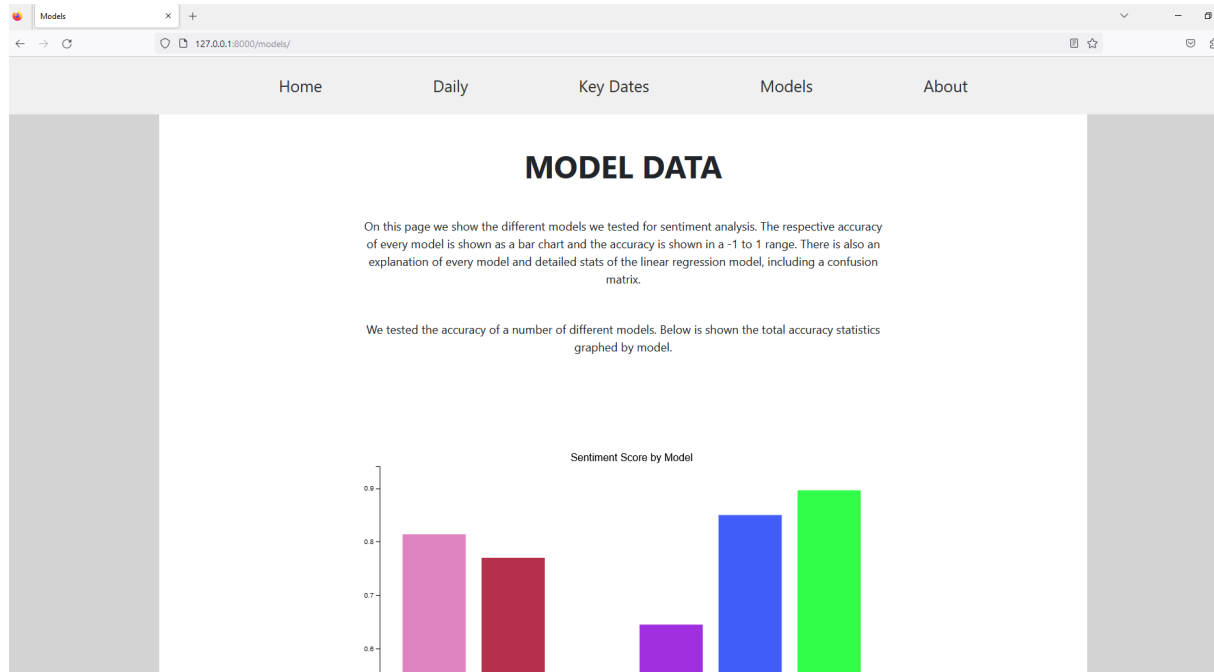 Models
127.0.0.1:8000/models/
Home Daily Key Dates Models About
MODEL DATA
On this page we show the different models we tested for sentiment analysis. The respective accuracy
of every model is shown as a bar chart and the accuracy is shown in a -1 to 1 range. There is also an
explanation of every model and detailed stats of the linear regression model, including a confusion
matrix.
We tested the accuracy of a number of different models. Below is shown the total accuracy statistics
graphed by model.
Sentiment Score by Model
0.9
0.8
0.7
0.6